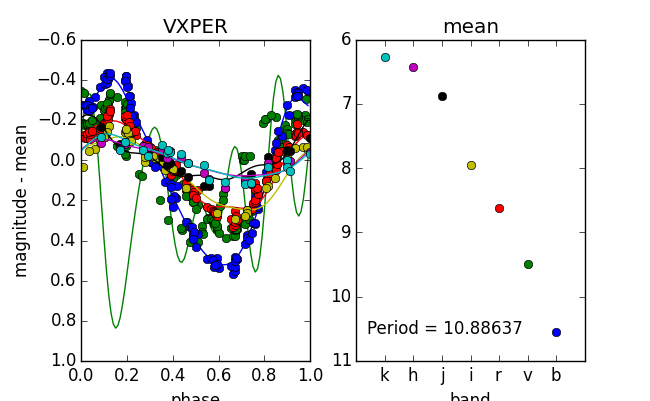 VXPER
mean
−0.6
−0.4
−0.2
0.0
0.2
0.4
0.6
0.8
1.0
magnitude - mean
0.0 0.2 0.4 0.6 0.8 1.0
phase
6
7
8
9
10
11
Period = 10.88637
k h j i r v b
band